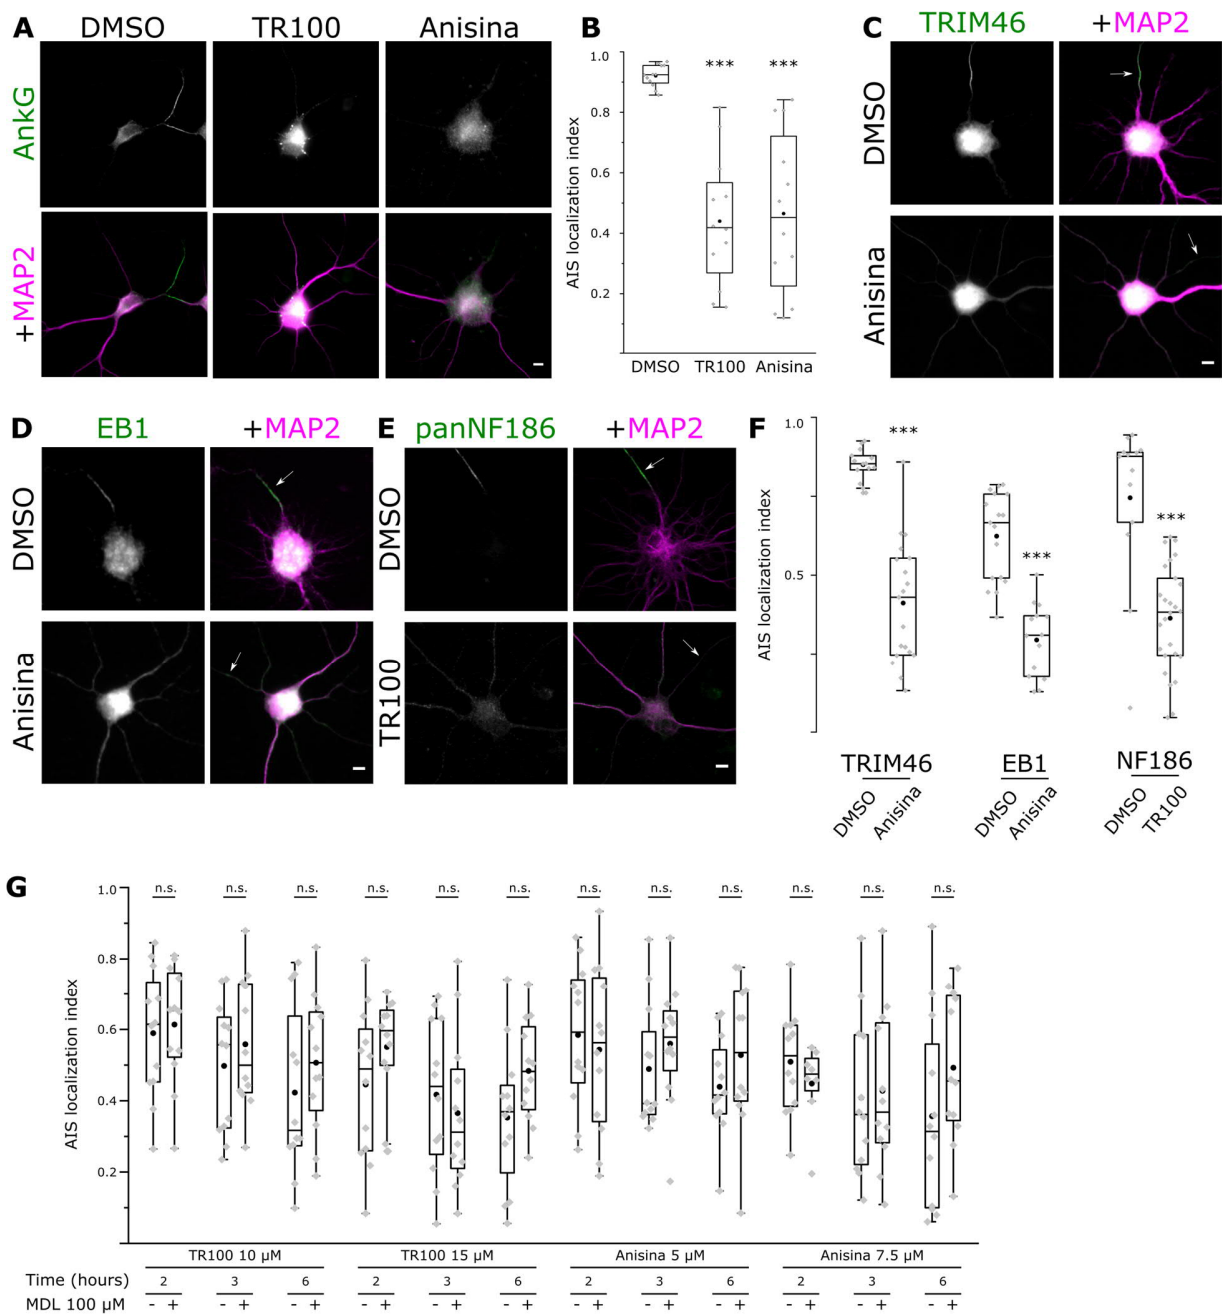 A
DMSO TR100 Anisina
AnkG
+MAP2
B
1.0
0.8
0.6
0.4
0.2
AIS localization index
*** ***
DMSO TR100 Anisina
C
TRIM46 +MAP2
DMSO
Anisina
D
EB1 +MAP2
DMSO
Anisina
E
panNF186 +MAP2
DMSO
TR100
F
1.0
0.5
AIS localization index
*** *** ***
TRIM46 EB1 NF186
DMSO Anisina DMSO Anisina DMSO TR100
G
1.0
0.8
0.6
0.4
0.2
AIS localization index
n.s. n.s. n.s. n.s. n.s. n.s. n.s. n.s. n.s. n.s. n.s. n.s.
TR100 10 µM TR100 15 µM Anisina 5 µM Anisina 7.5 µM
Time (hours) 2 3 6 2 3 6 2 3 6 2 3 6
MDL 100 µM - + - + - + - + - + - + - + - + - + - + - + - +